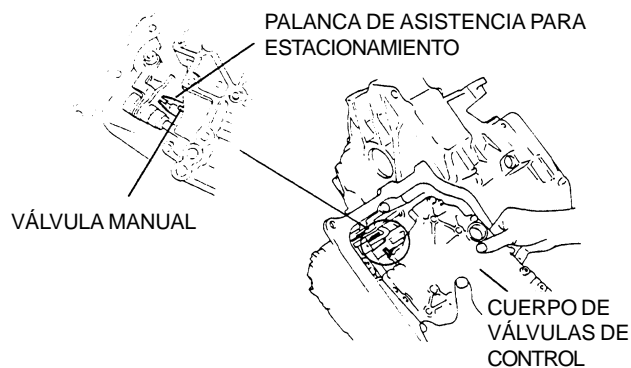 PALANCA DE ASISTENCIA PARA
ESTACIONAMIENTO
VÁLVULA MANUAL
CUERPO DE
VÁLVULAS DE
CONTROL